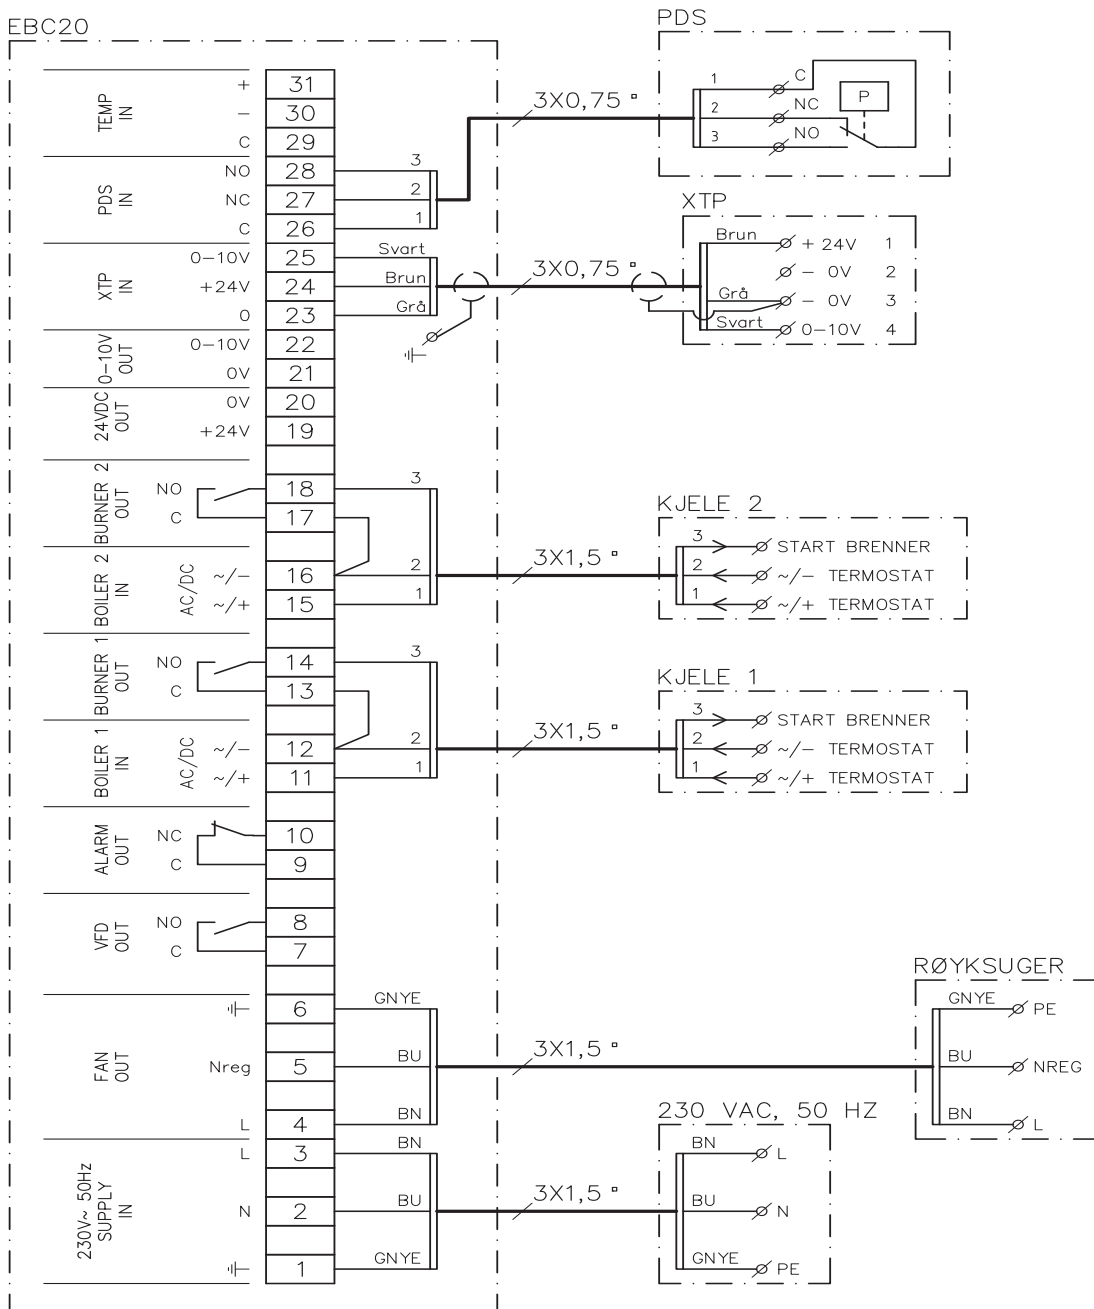 EBC20
PDS
TEMP IN
+ 31
- 30
C 29
PDS IN
NO 28 3
NC 27 2
C 26 1
3X0,75 ▫
1 C
2 NC
3 NO
P
XTP IN
0-10V 25 Svart
+24V 24 Brun
0 23 Grå
3X0,75 ▫
XTP
Brun + 24V 1
- 0V 2
Grå - 0V 3
Svart 0-10V 4
0-10V OUT
0-10V 22
0V 21
24VDC OUT
0V 20
+24V 19
BURNER 2 OUT
NO 18 3
C 17
BOILER 2 IN
AC/DC
~/- 16 2
~/+ 15 1
3X1,5 ▫
KJELE 2
3 START BRENNER
2 ~/- TERMOSTAT
1 ~/+ TERMOSTAT
BURNER 1 OUT
NO 14 3
C 13
BOILER 1 IN
AC/DC
~/- 12 2
~/+ 11 1
3X1,5 ▫
KJELE 1
3 START BRENNER
2 ~/- TERMOSTAT
1 ~/+ TERMOSTAT
ALARM OUT
NC 10
C 9
VFD OUT
NO 8
C 7
FAN OUT
6 GNYE
Nreg 5 BU
L 4 BN
3X1,5 ▫
RØYKSUGER
GNYE PE
BU NREG
BN L
230V~ 50Hz SUPPLY IN
L 3 BN
N 2 BU
1 GNYE
3X1,5 ▫
230 VAC, 50 HZ
BN L
BU N
GNYE PE